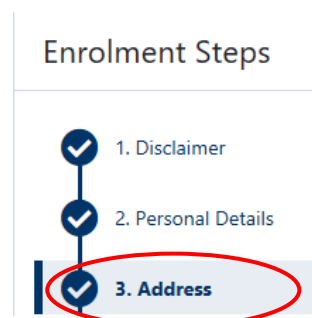 Enrolment Steps
1. Disclaimer
2. Personal Details
3. Address